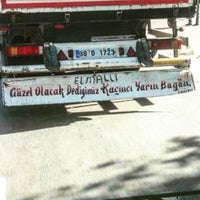 ELMALLI
Güzel Olacak Dediğimiz Kaçıncı Yarın Bugün